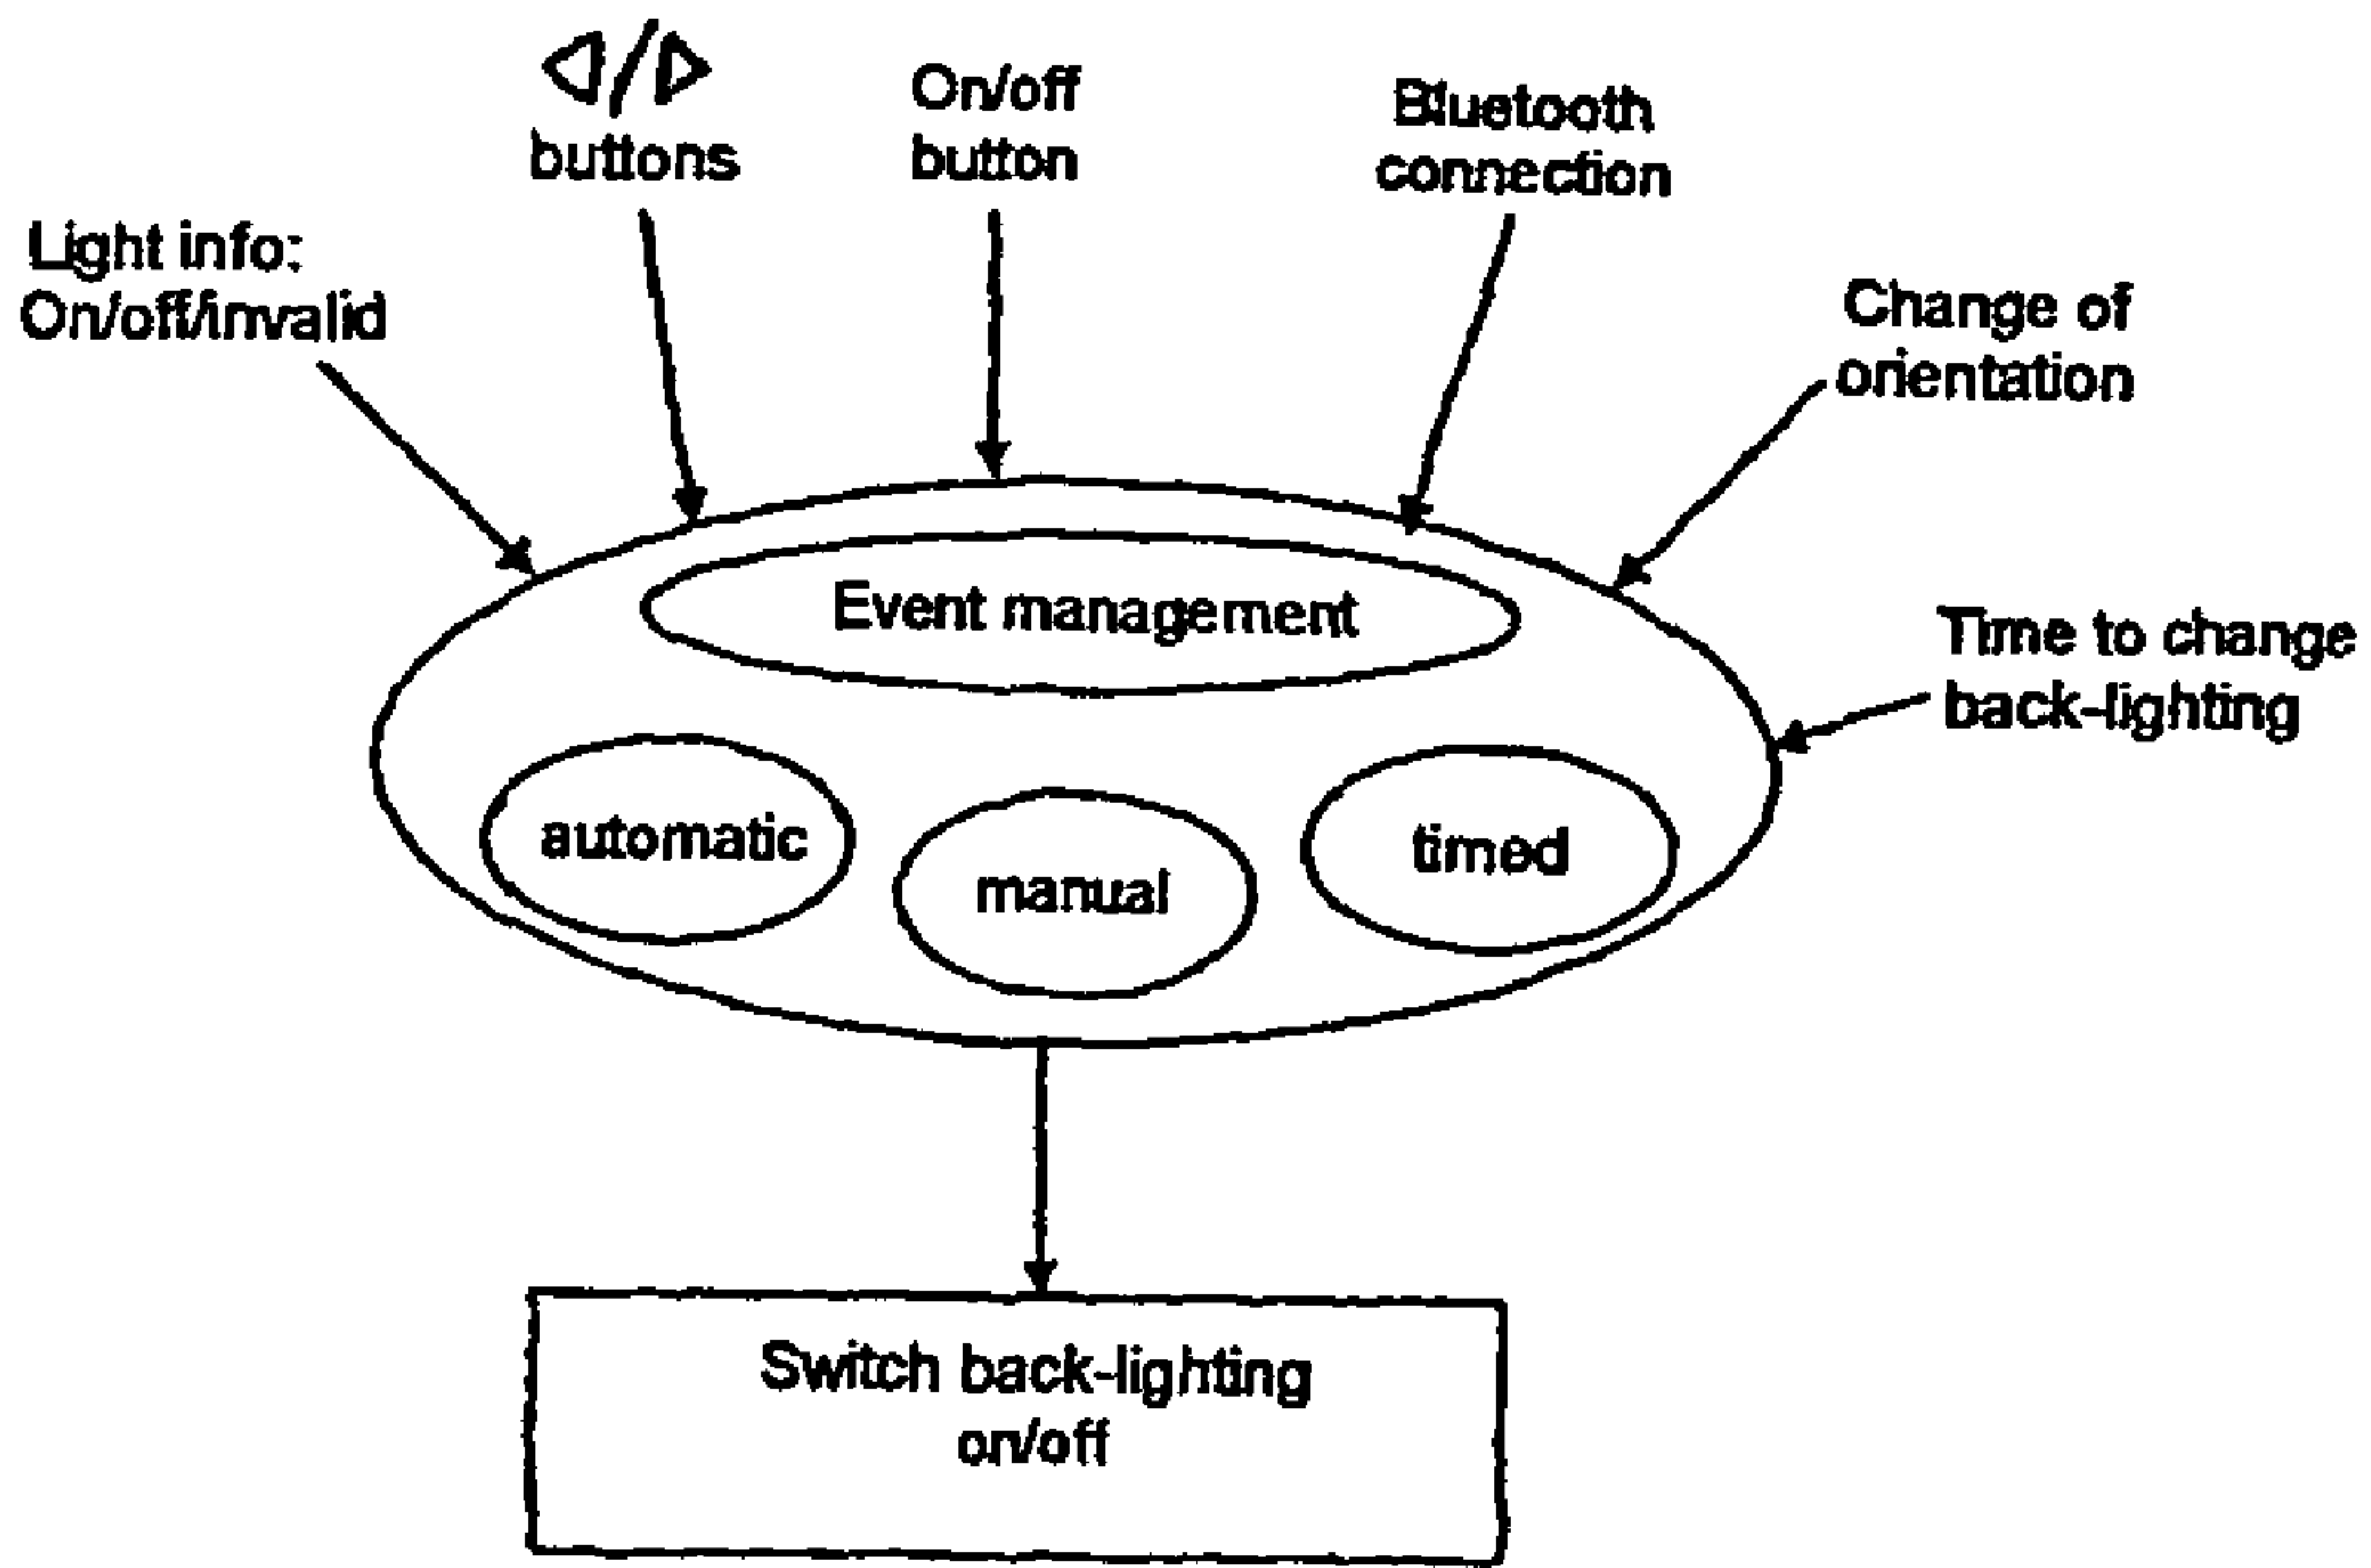 ◁/▷
buttons
On/off
button
Bluetooth
connection
Light info:
On/off/invalid
Change of
orientation
Time to change
back-lighting
Event management
automatic
manual
timed
Switch back-lighting
on/off